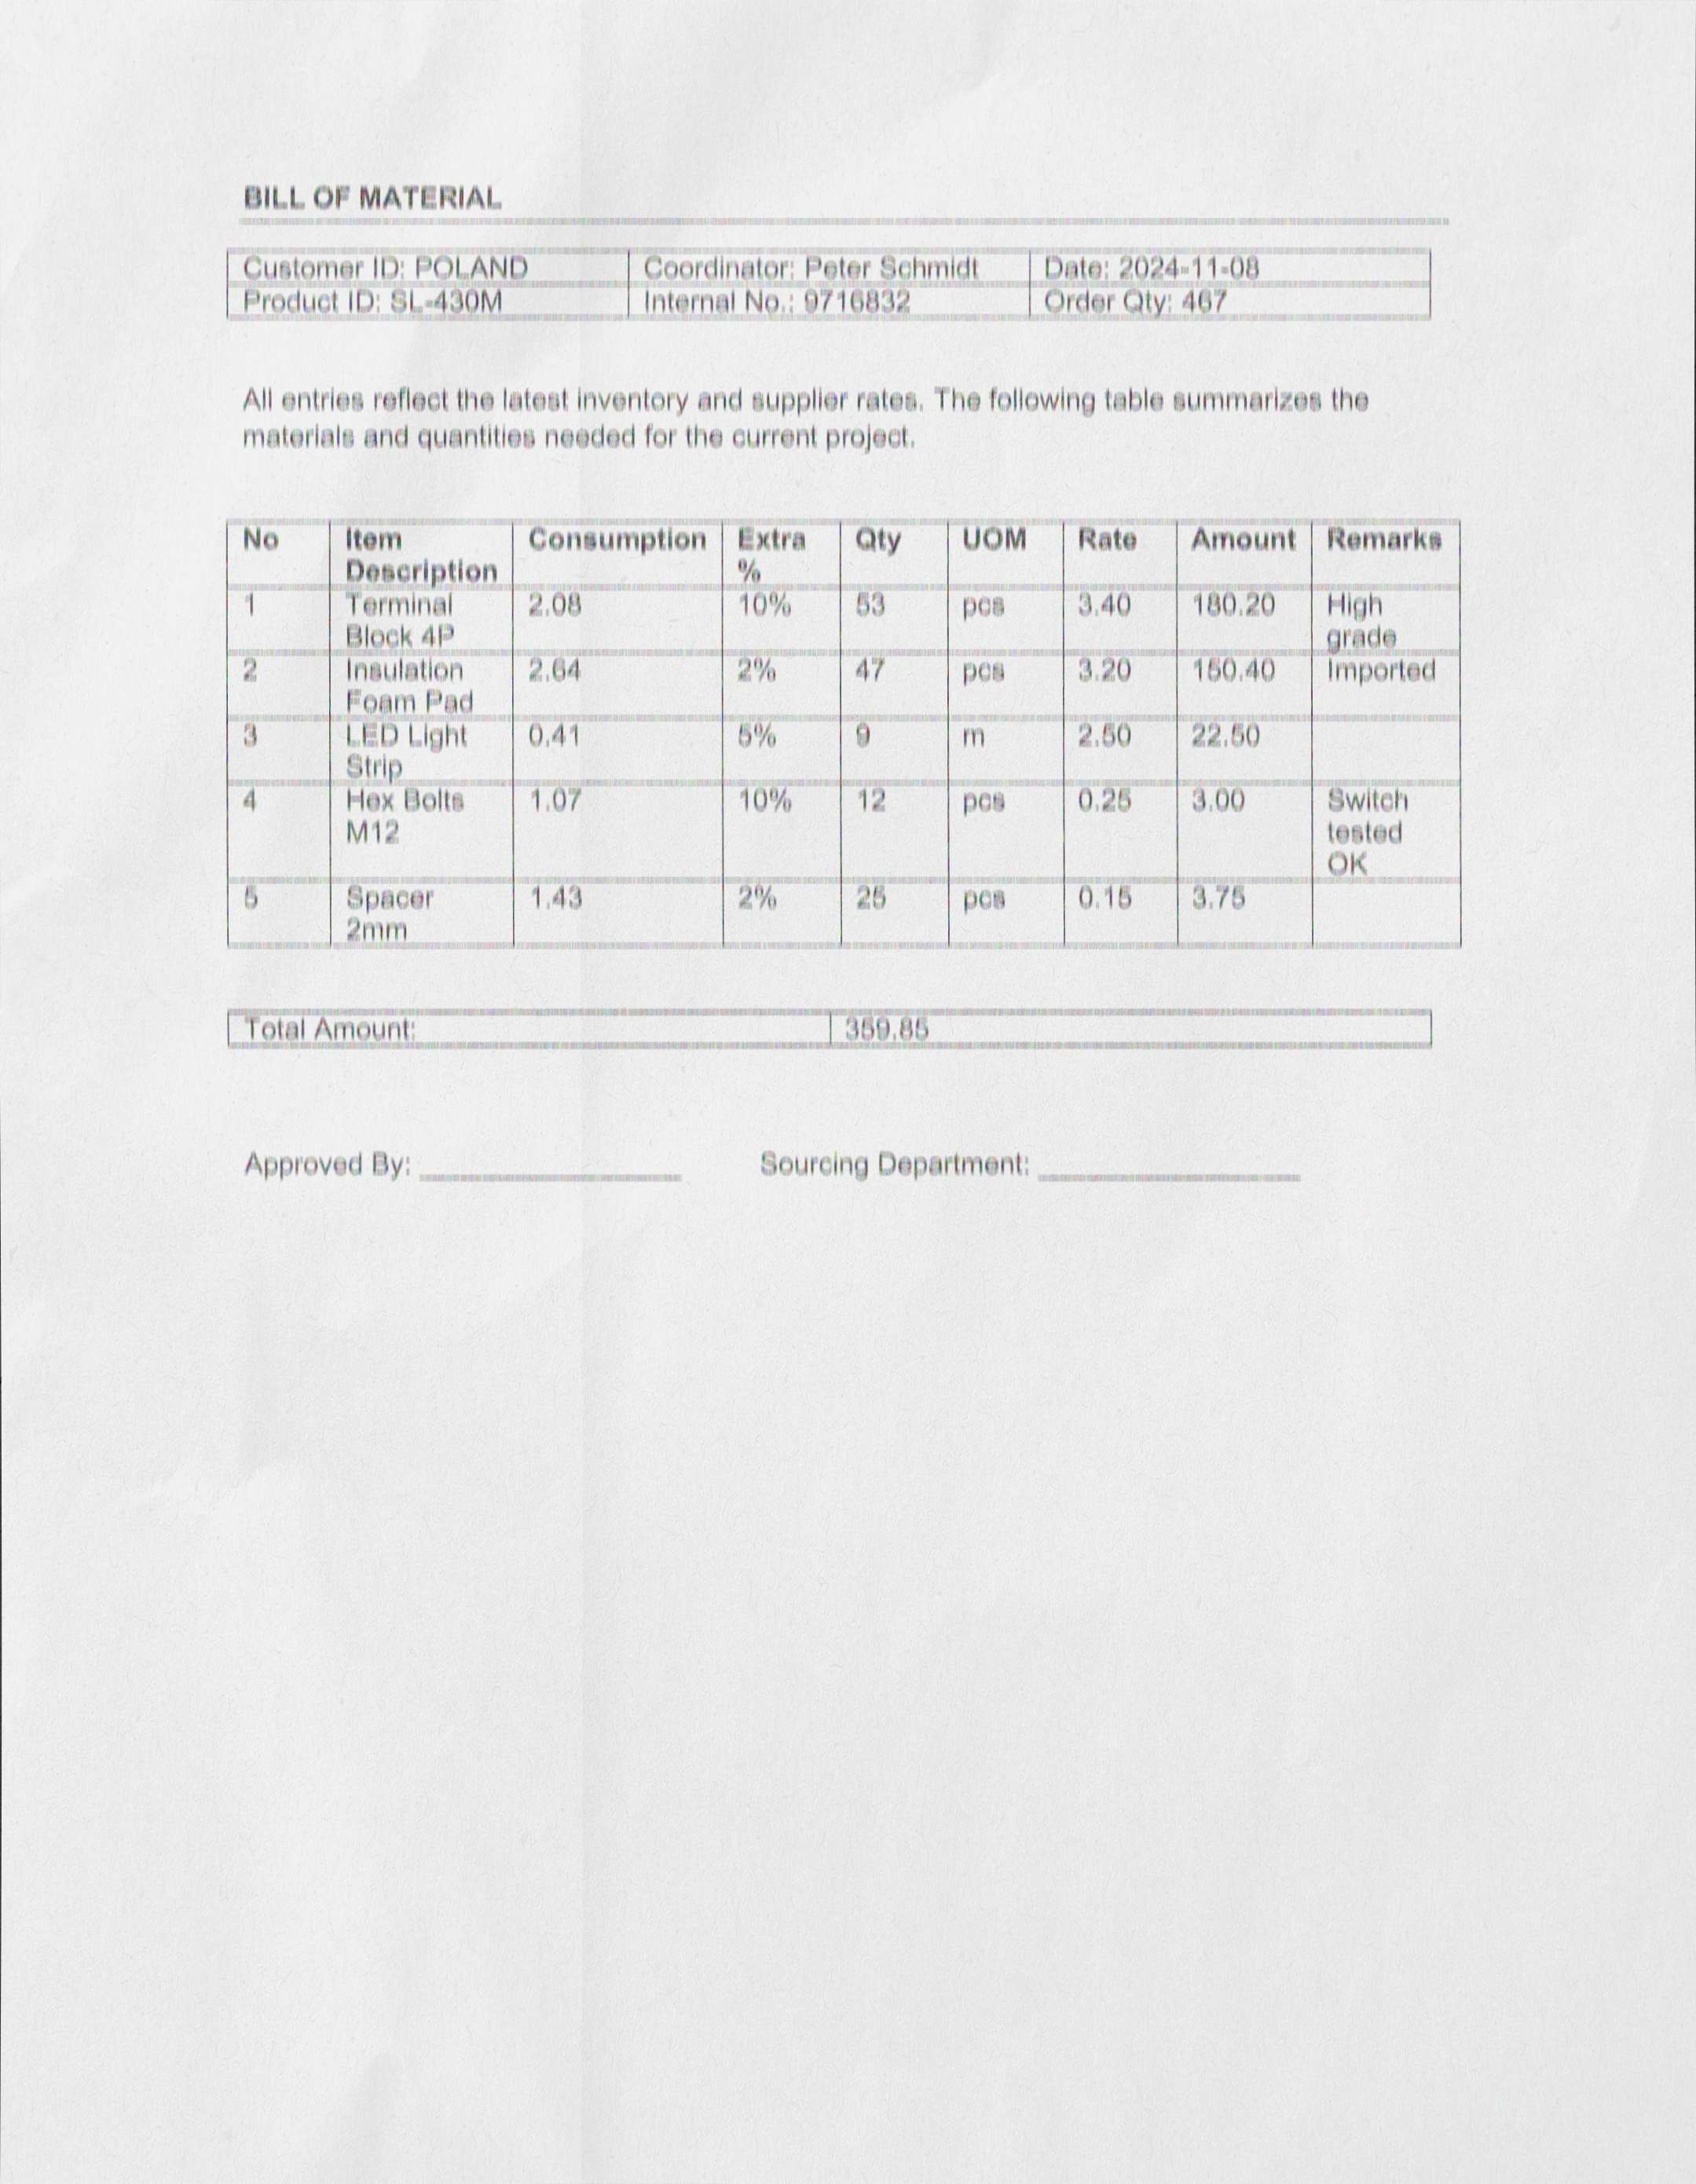 BILL OF MATERIAL
Customer ID: POLAND Coordinator: Peter Schmidt Date: 2024-11-08
Product ID: SL-430M Internal No.: 9716832 Order Qty: 467
All entries reflect the latest inventory and supplier rates. The following table summarizes the
materials and quantities needed for the current project.
No Item Description Consumption Extra % Qty UOM Rate Amount Remarks
1 Terminal Block 4P 2.08 10% 53 pcs 3.40 180.20 High grade
2 Insulation Foam Pad 2.64 2% 47 pcs 3.20 150.40 Imported
3 LED Light Strip 0.41 5% 9 m 2.50 22.50
4 Hex Bolts M12 1.07 10% 12 pcs 0.25 3.00 Switch tested OK
5 Spacer 2mm 1.43 2% 25 pcs 0.15 3.75
Total Amount: 359.85
Approved By: ____________________ Sourcing Department: ____________________